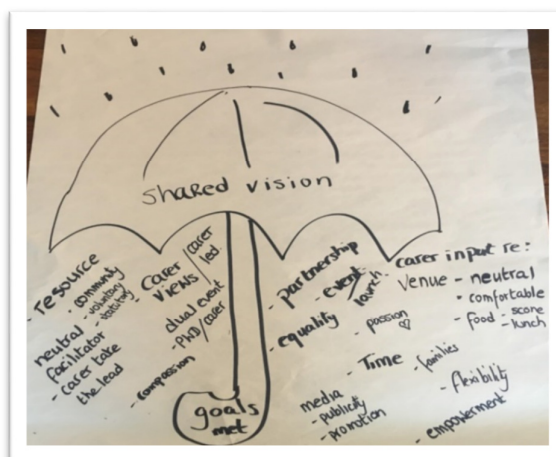 shared vision
- resource
- community
- voluntary
- statutory
neutral
facilitator
- carer take
the lead
carer / carer
views led
dual event
- PWD/carer
- compassion
goals
met
- partnership
- event/
launch
- equality
- passion
- Time
- families
media
- publicity
- promotion
carer input re:
Venue - neutral
- comfortable
- food - score
- lunch
- flexibility
- empowerment